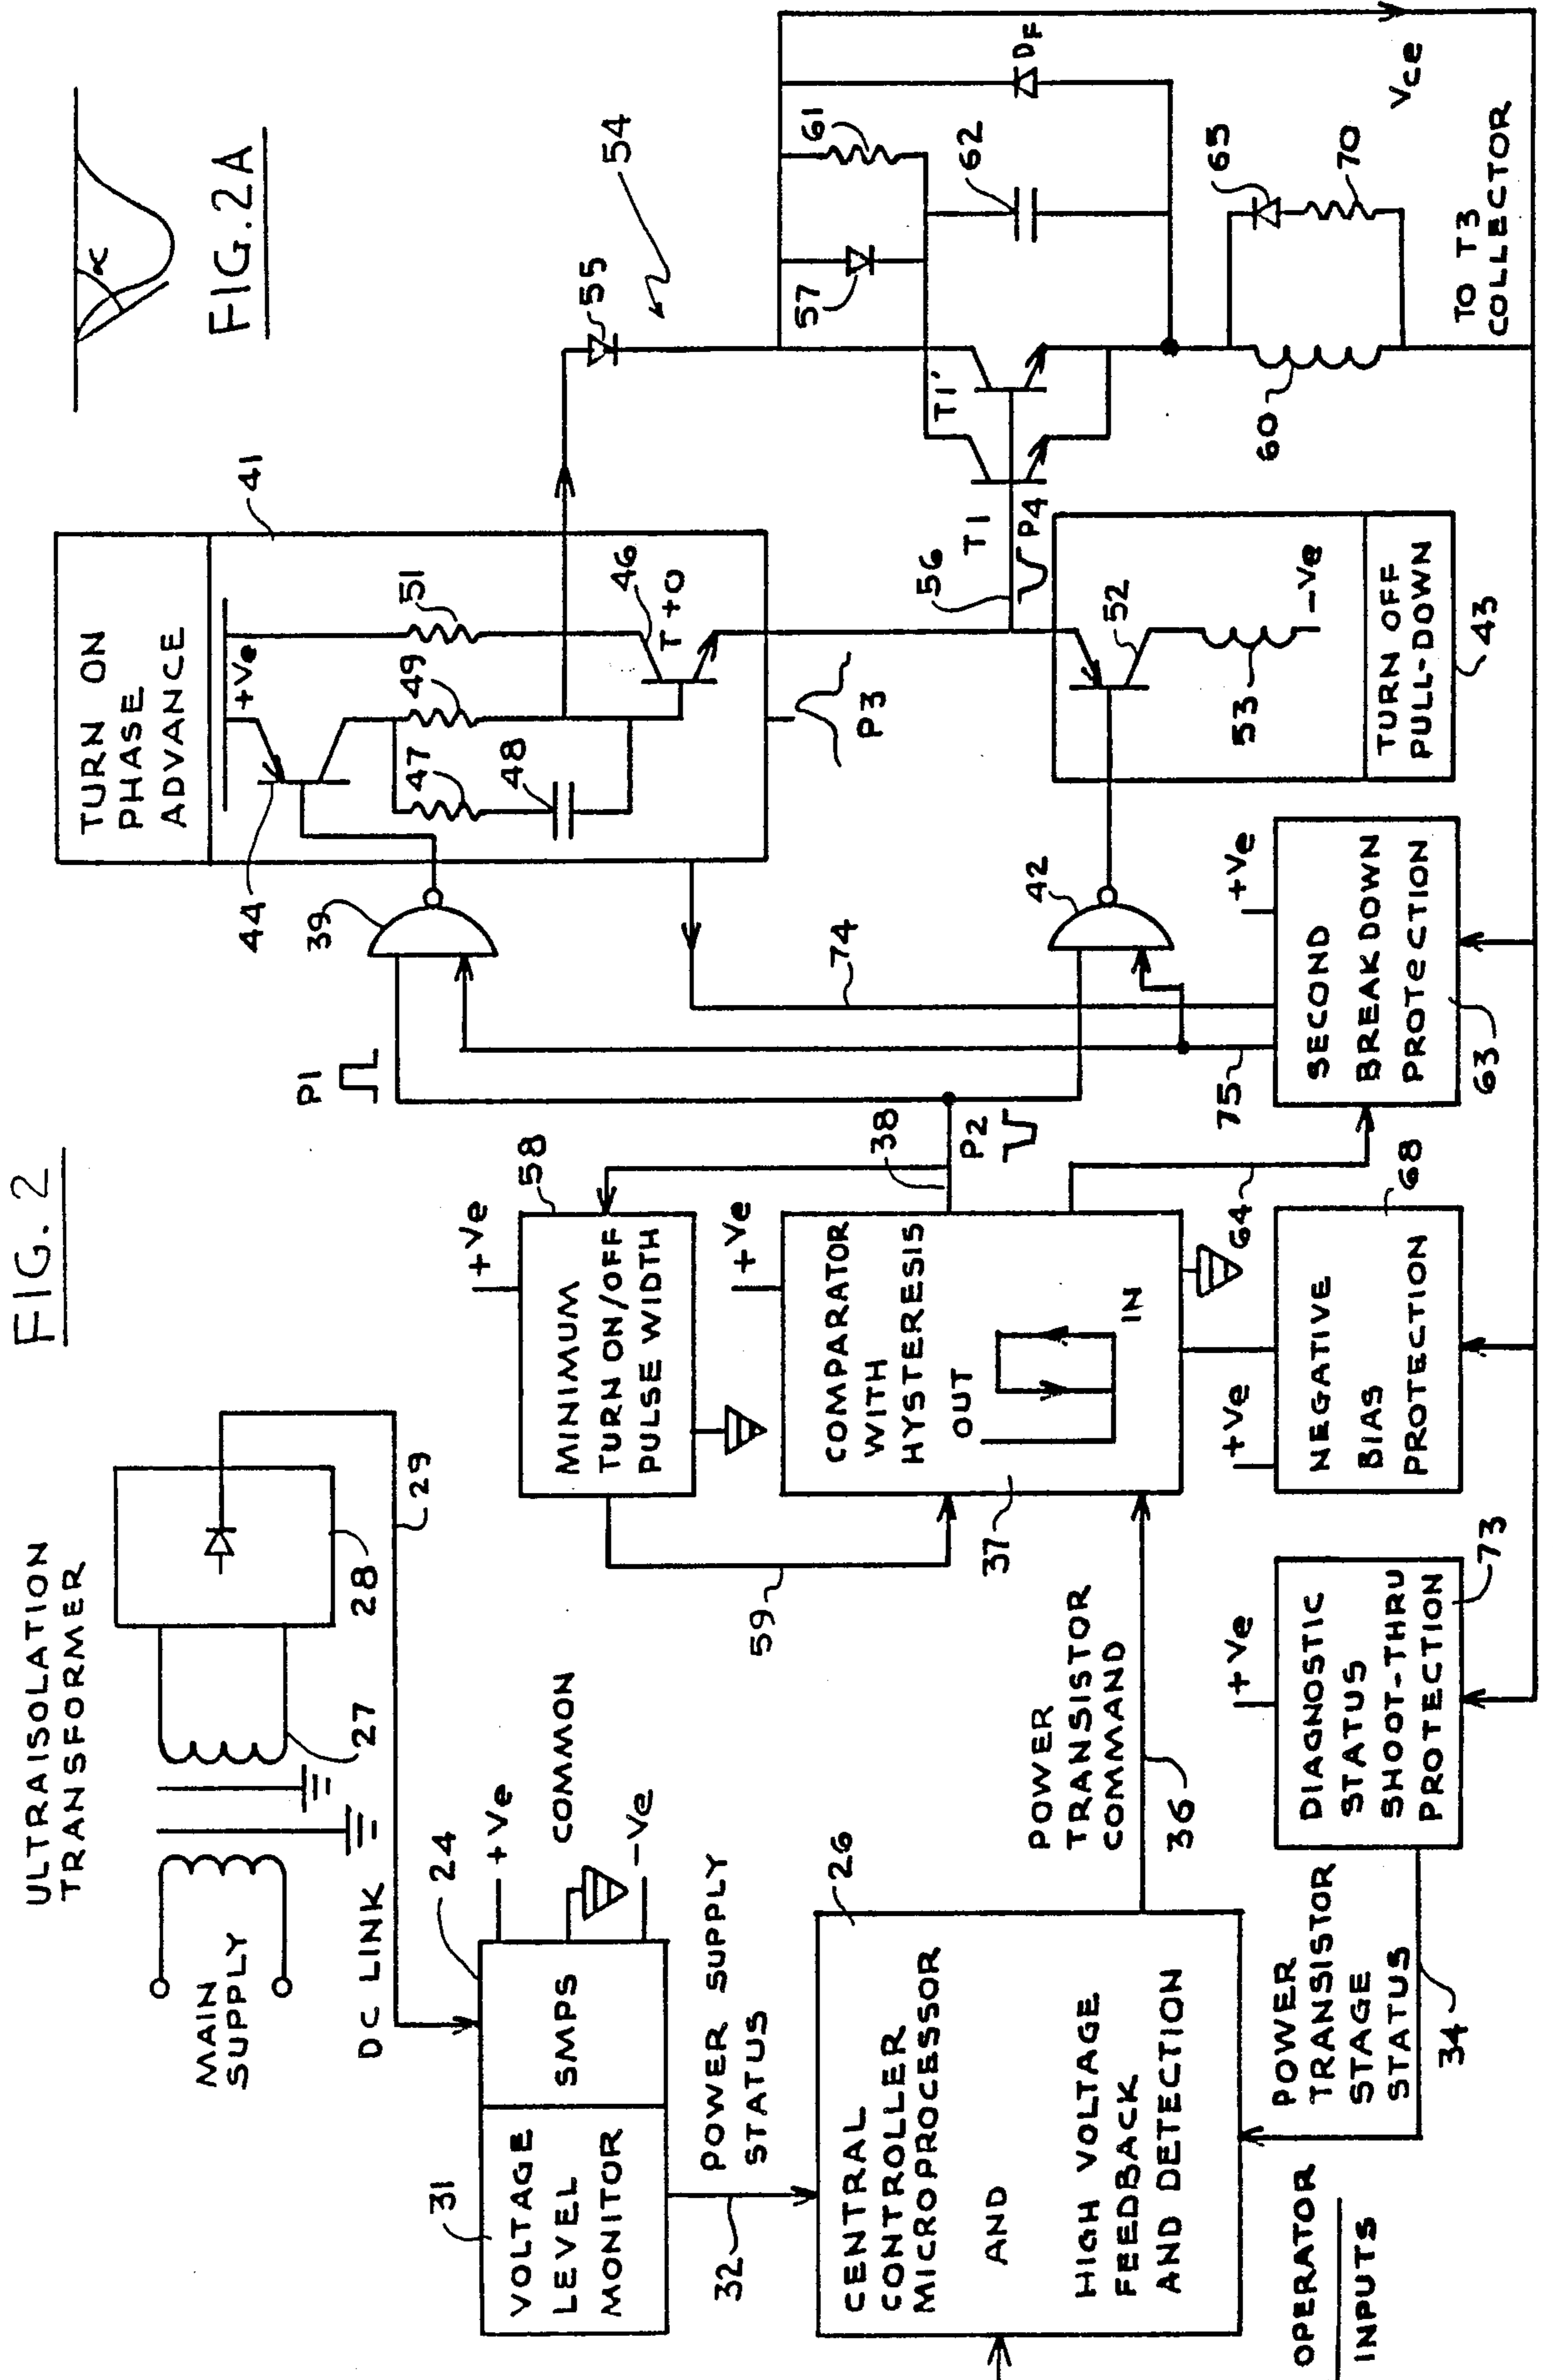 FIG. 2
ULTRAISOLATION
TRANSFORMER
MAIN
SUPPLY
27
28
29
DC LINK
24
31
VOLTAGE
LEVEL
MONITOR
SMPS
+Ve
COMMON
-Ve
32
POWER SUPPLY
STATUS
26
CENTRAL
CONTROLLER
MICROPROCESSOR
AND
HIGH VOLTAGE
FEEDBACK
AND DETECTION
OPERATOR
INPUTS
POWER
TRANSISTOR
COMMAND
36
POWER
TRANSISTOR
STAGE
STATUS
34
DIAGNOSTIC
STATUS
SHOOT-THRU
PROTECTION
73
+Ve
58
+Ve
MINIMUM
TURN ON/OFF
PULSE WIDTH
59
+Ve
COMPARATOR
WITH
HYSTERESIS
OUT
IN
37
38
P2
64
68
+Ve
NEGATIVE
BIAS
PROTECTION
P1
39
42
74
75
+Ve
SECOND
BREAKDOWN
PROTECTION
63
TURN ON
PHASE
ADVANCE
41
+Ve
44
47
48
49
51
46
T+0
P3
56
T1
P4
52
53
-Ve
TURN OFF
PULL-DOWN
43
FIG.2A
α
54
55
57
61
62
DF
T1'
60
65
70
TO T3
COLLECTOR
Vce